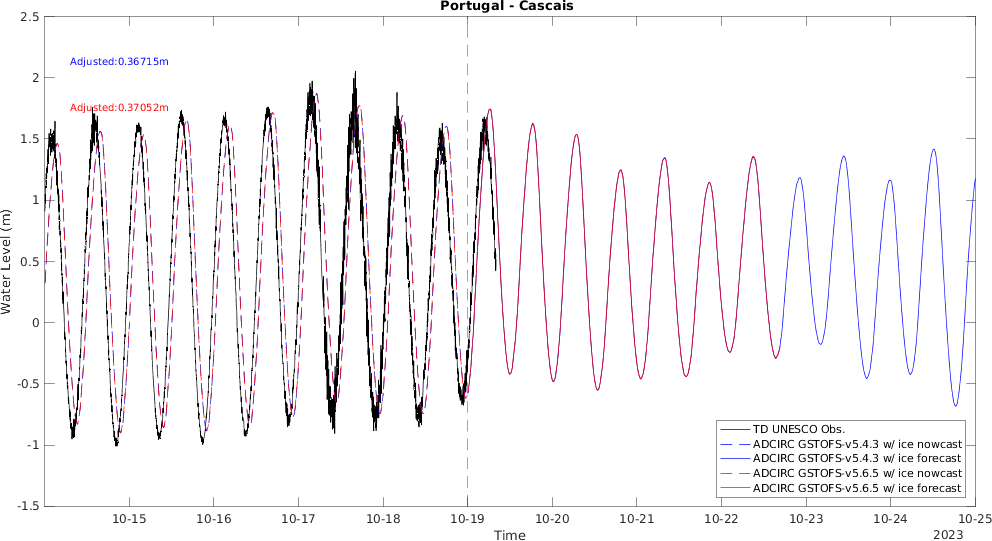 Portugal - Cascais
2.5
2
1.5
1
0.5
0
-0.5
-1
-1.5
Water Level (m)
Adjusted:0.36715m
Adjusted:0.37052m
TD UNESCO Obs.
ADCIRC GSTOFS-v5.4.3 w/ ice nowcast
ADCIRC GSTOFS-v5.4.3 w/ ice forecast
ADCIRC GSTOFS-v5.6.5 w/ ice nowcast
ADCIRC GSTOFS-v5.6.5 w/ ice forecast
10-15 10-16 10-17 10-18 10-19 10-20 10-21 10-22 10-23 10-24 10-25
Time
2023